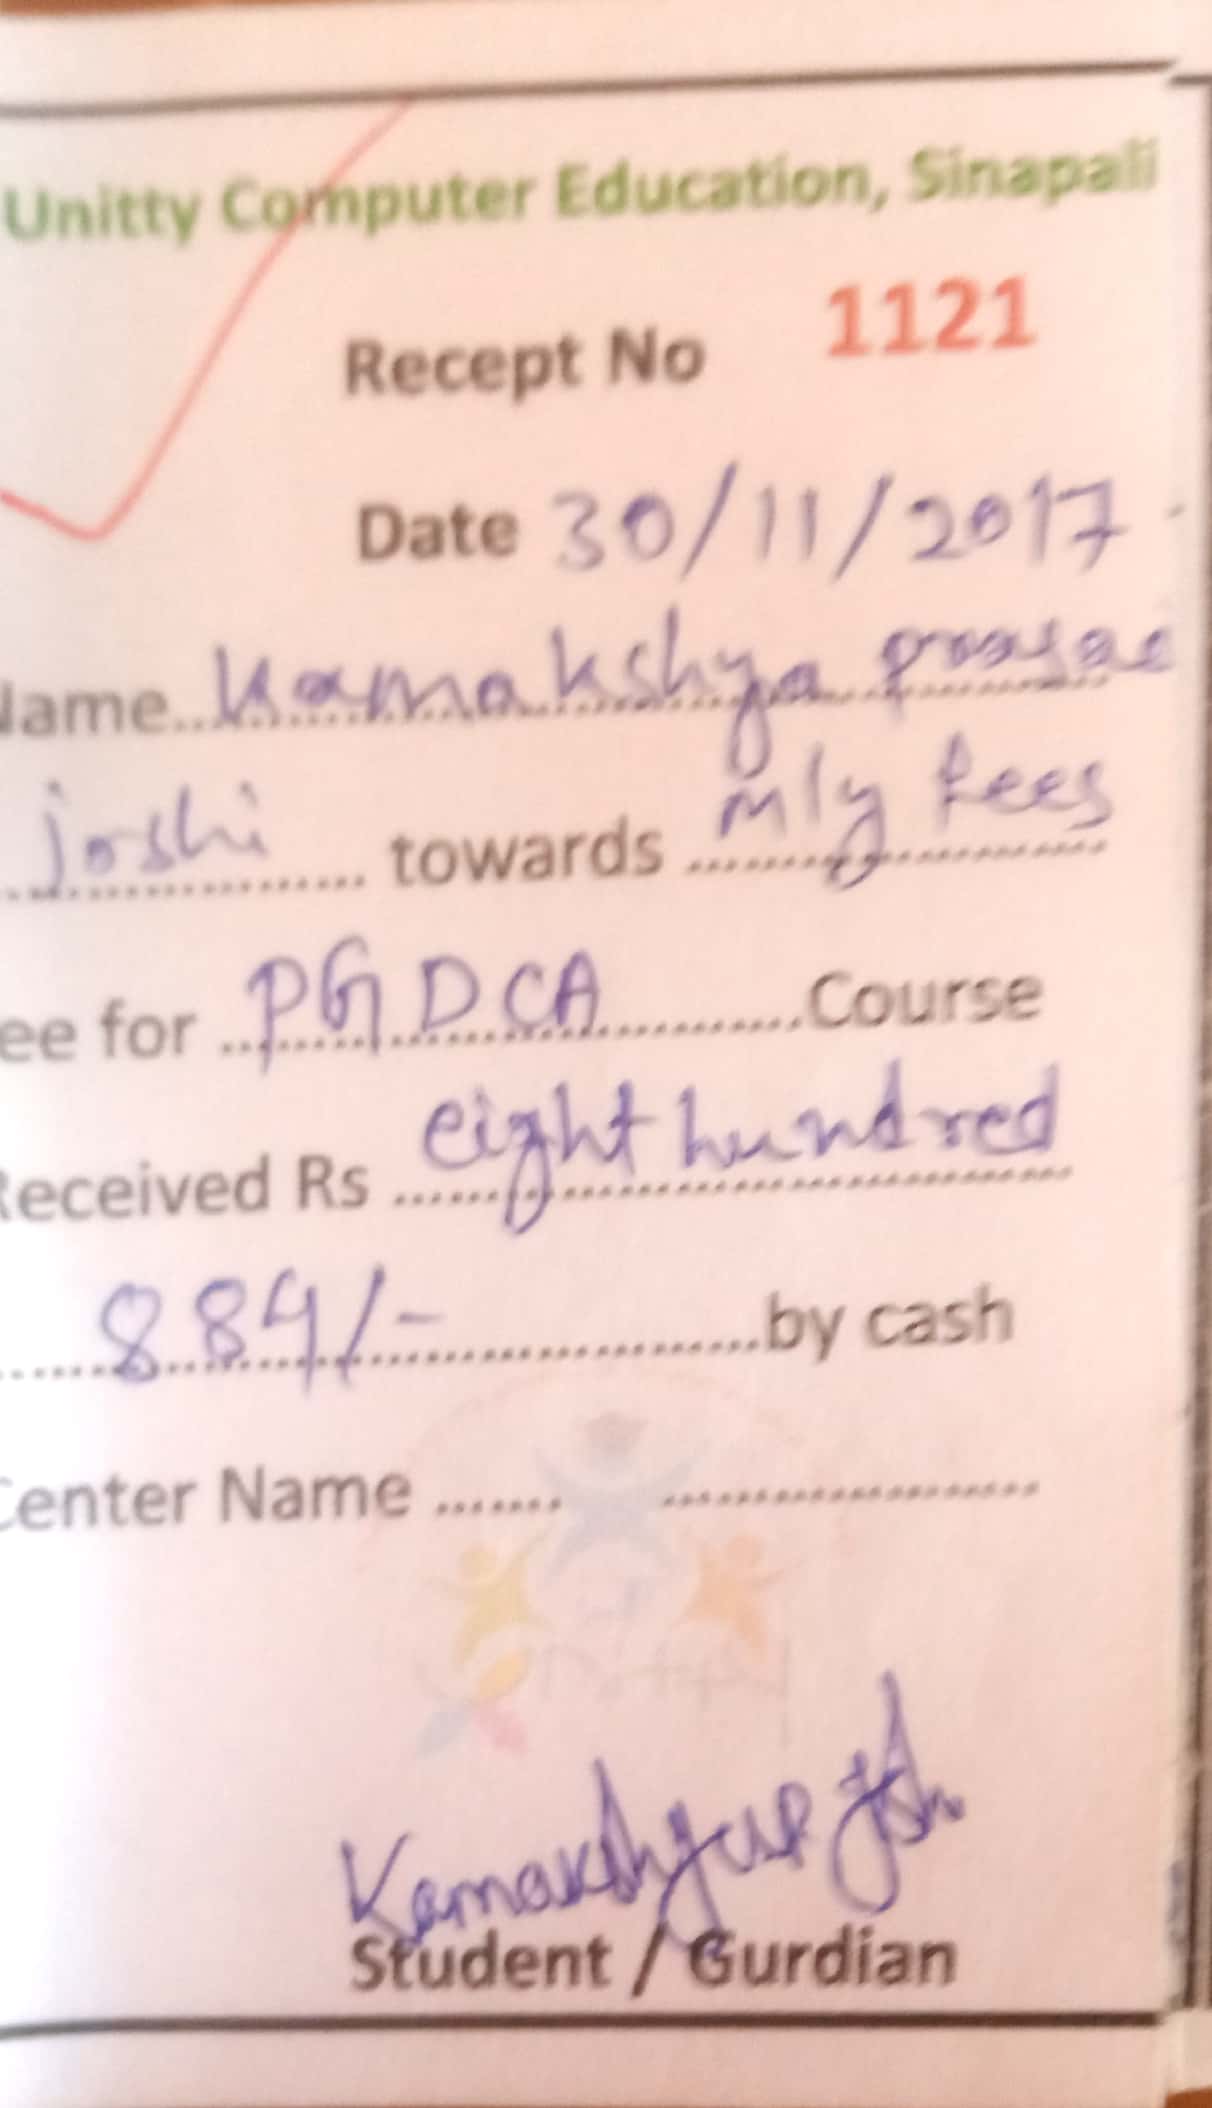 Unitty Computer Education, Sinapali
Recept No 1121
Date 30/11/2017
Name Kamakshya prasad
joshi towards mly fees
ee for PGDCA Course
Received Rs eight hundred
884/- by cash
Center Name
Student / Gurdian